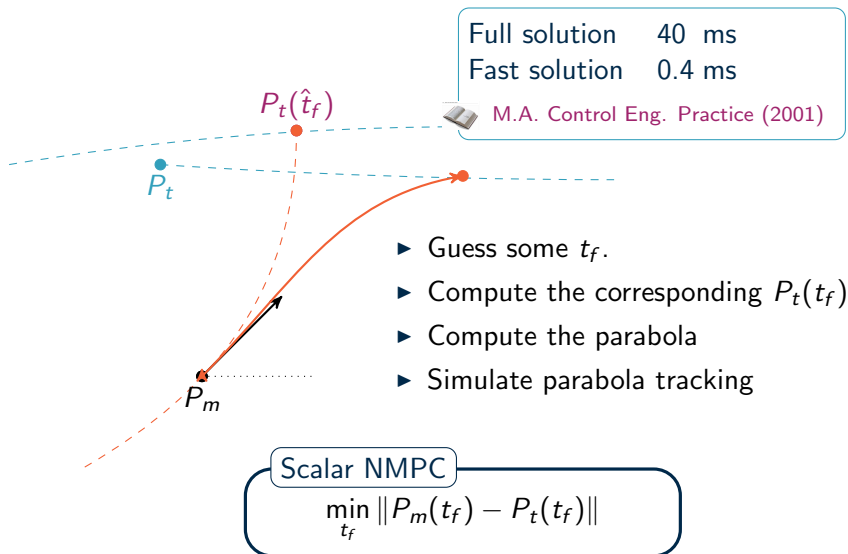 Full solution 40 ms
Fast solution 0.4 ms
M.A. Control Eng. Practice (2001)
P_t(\hat{t}_f)
P_t
► Guess some t_f.
► Compute the corresponding P_t(t_f)
► Compute the parabola
► Simulate parabola tracking
P_m
Scalar NMPC
min_{t_f} ‖P_m(t_f) − P_t(t_f)‖